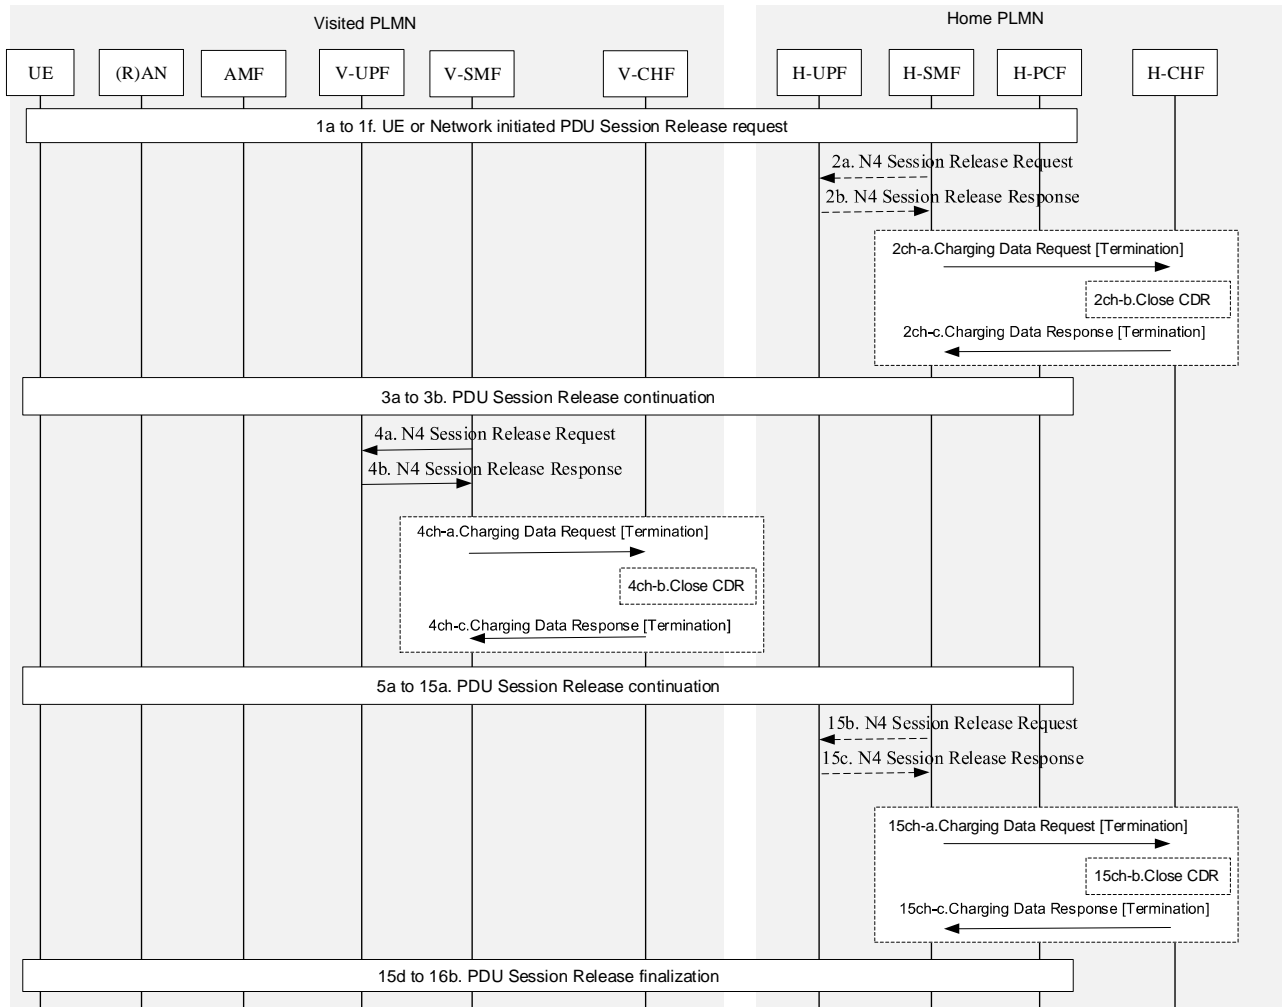 Visited PLMN
Home PLMN
UE
(R)AN
AMF
V-UPF
V-SMF
V-CHF
H-UPF
H-SMF
H-PCF
H-CHF
1a to 1f. UE or Network initiated PDU Session Release request
2a. N4 Session Release Request
2b. N4 Session Release Response
2ch-a.Charging Data Request [Termination]
2ch-b.Close CDR
2ch-c.Charging Data Response [Termination]
3a to 3b. PDU Session Release continuation
4a. N4 Session Release Request
4b. N4 Session Release Response
4ch-a.Charging Data Request [Termination]
4ch-b.Close CDR
4ch-c.Charging Data Response [Termination]
5a to 15a. PDU Session Release continuation
15b. N4 Session Release Request
15c. N4 Session Release Response
15ch-a.Charging Data Request [Termination]
15ch-b.Close CDR
15ch-c.Charging Data Response [Termination]
15d to 16b. PDU Session Release finalization